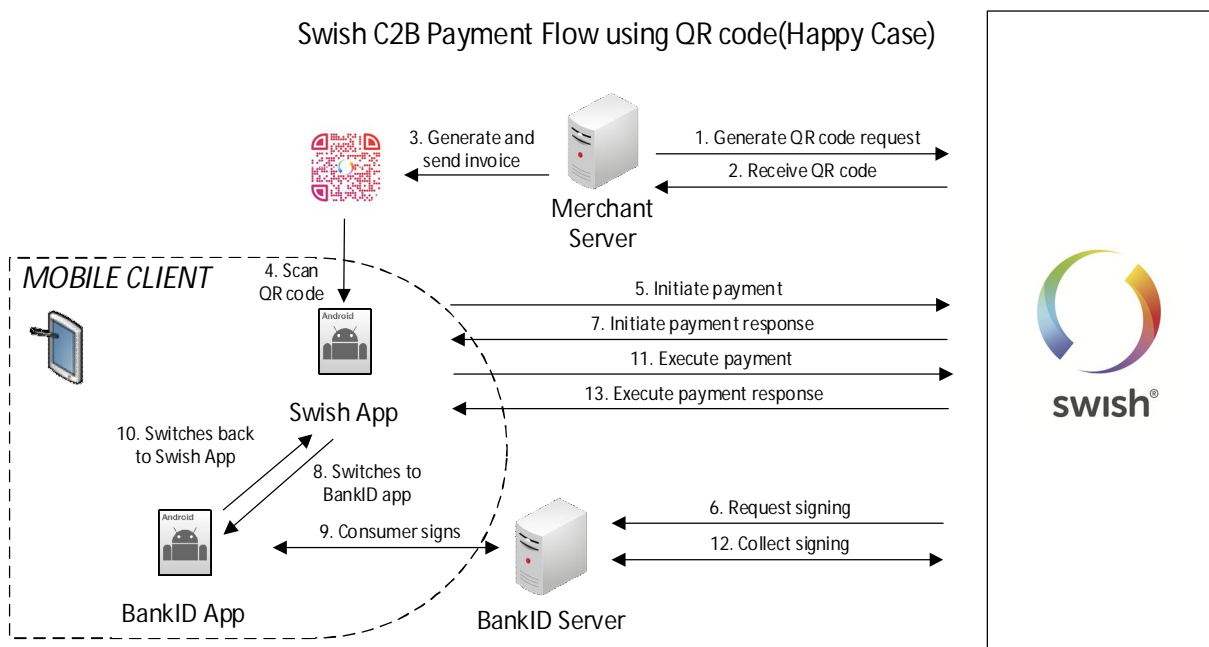 Swish C2B Payment Flow using QR code(Happy Case)
3. Generate and
send invoice
1. Generate QR code request
2. Receive QR code
Merchant
Server
MOBILE CLIENT
4. Scan
QR code
5. Initiate payment
7. Initiate payment response
11. Execute payment
13. Execute payment response
Android
Swish App
swish®
10. Switches back
to Swish App
8. Switches to
BankID app
Android
9. Consumer signs
6. Request signing
12. Collect signing
BankID App
BankID Server